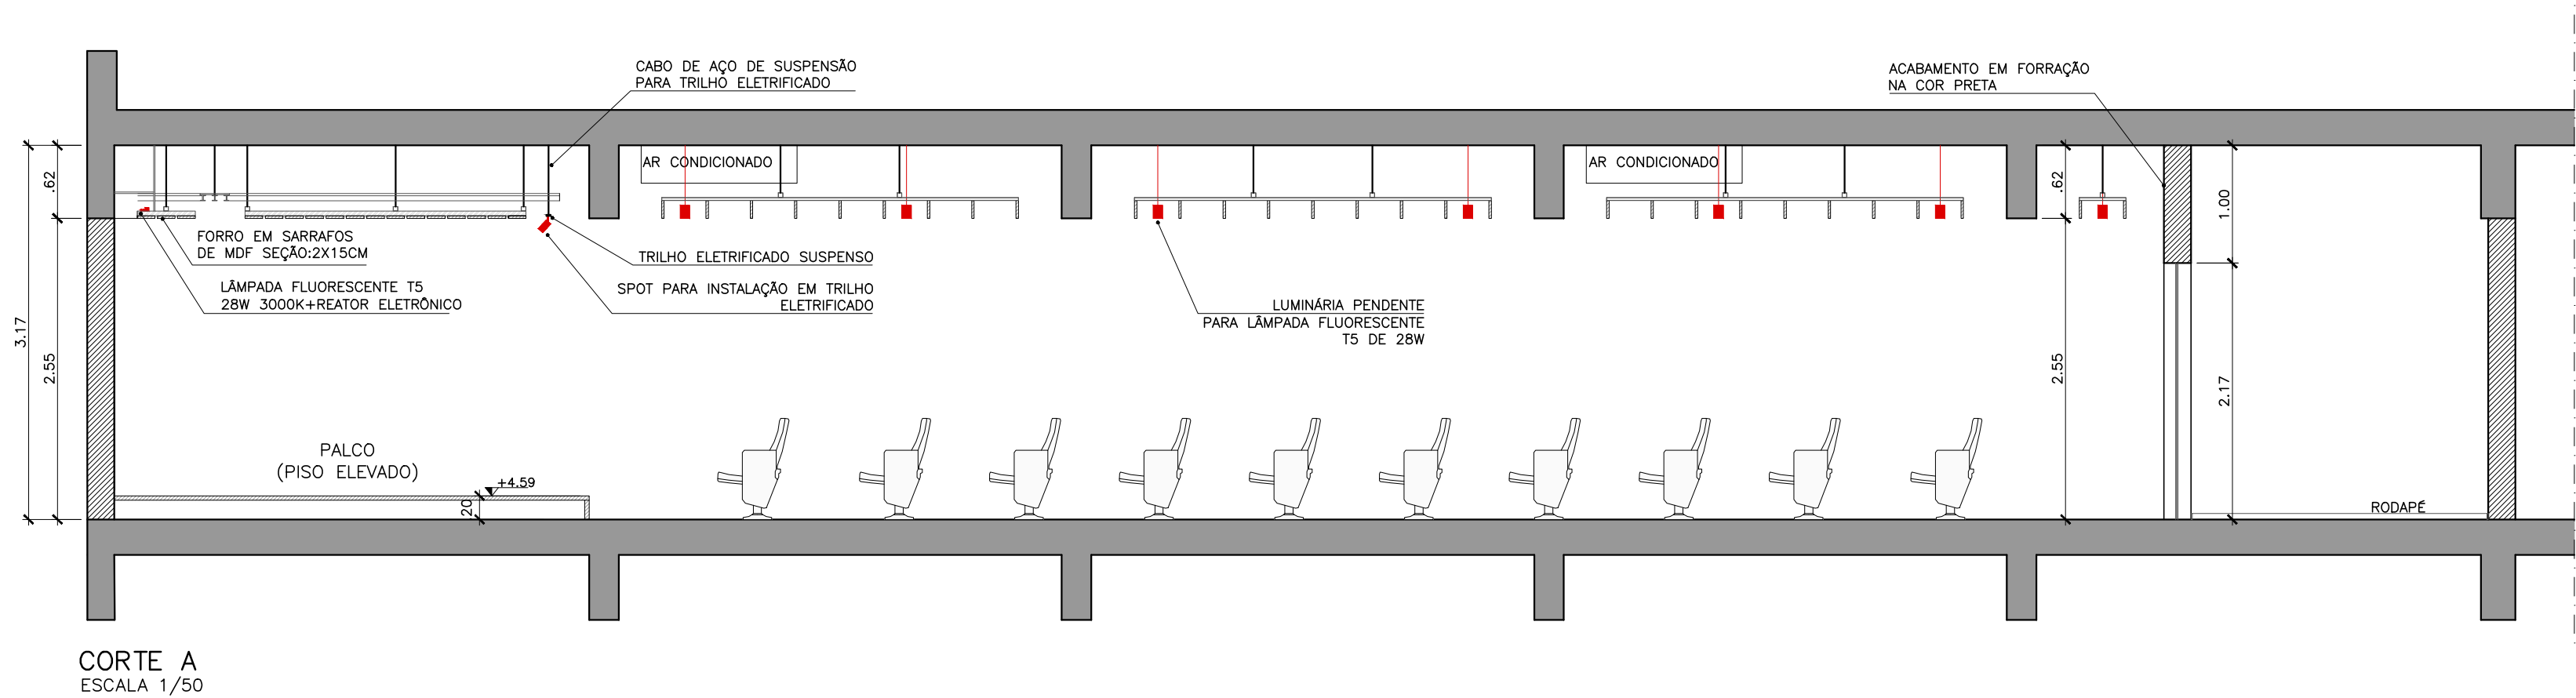 CABO DE AÇO DE SUSPENSÃO
PARA TRILHO ELETRIFICADO
ACABAMENTO EM FORRAÇÃO
NA COR PRETA
AR CONDICIONADO
AR CONDICIONADO
.62
.62
1.00
FORRO EM SARRAFOS
DE MDF SEÇÃO:2X15CM
TRILHO ELETRIFICADO SUSPENSO
LÂMPADA FLUORESCENTE T5
28W 3000K+REATOR ELETRÔNICO
SPOT PARA INSTALAÇÃO EM TRILHO
ELETRIFICADO
LUMINÁRIA PENDENTE
PARA LÂMPADA FLUORESCENTE
T5 DE 28W
3.17
2.55
2.55
2.17
PALCO
(PISO ELEVADO)
+4.59
20
RODAPÉ
CORTE A
ESCALA 1/50